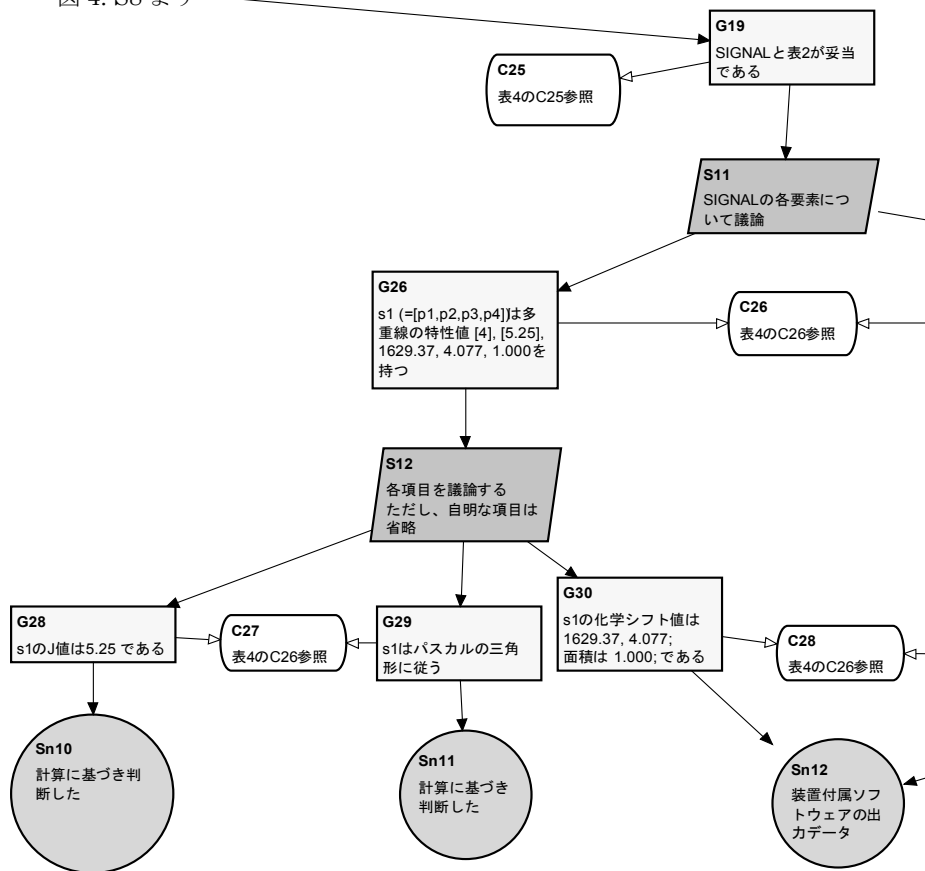 図 4. S8 より
G19
SIGNALと表2が妥当
である
C25
表4のC25参照
S11
SIGNALの各要素につ
いて議論
G26
s1 (=[p1,p2,p3,p4])は多
重線の特性値 [4], [5.25],
1629.37, 4.077, 1.000を
持つ
C26
表4のC26参照
S12
各項目を議論する
ただし、自明な項目は
省略
G28
s1のJ値は5.25 である
C27
表4のC26参照
G29
s1はパスカルの三角
形に従う
G30
s1の化学シフト値は
1629.37, 4.077;
面積は 1.000; である
C28
表4のC26参照
Sn10
計算に基づき判
断した
Sn11
計算に基づき
判断した
Sn12
装置付属ソフ
トウェアの出
力データ